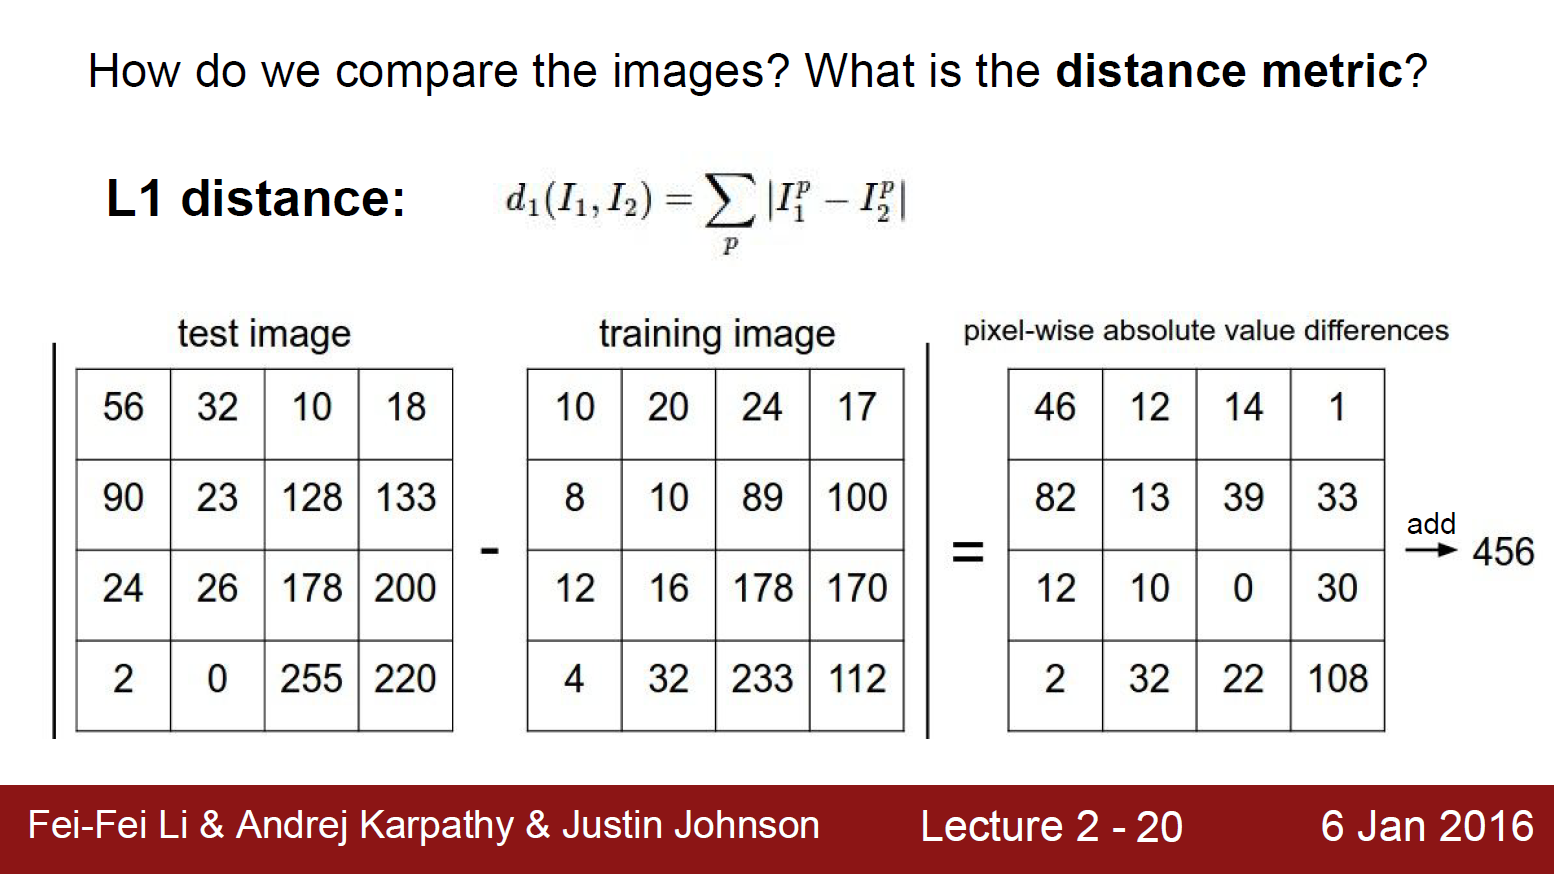 How do we compare the images? What is the distance metric?
L1 distance: d₁(I₁, I₂) = ∑ₚ |I₁ᵖ − I₂ᵖ|
test image training image pixel-wise absolute value differences
56 32 10 18 10 20 24 17 46 12 14 1
90 23 128 133 8 10 89 100 82 13 39 33
- = add → 456
24 26 178 200 12 16 178 170 12 10 0 30
2 0 255 220 4 32 233 112 2 32 22 108
Fei-Fei Li & Andrej Karpathy & Justin Johnson Lecture 2 - 20 6 Jan 2016